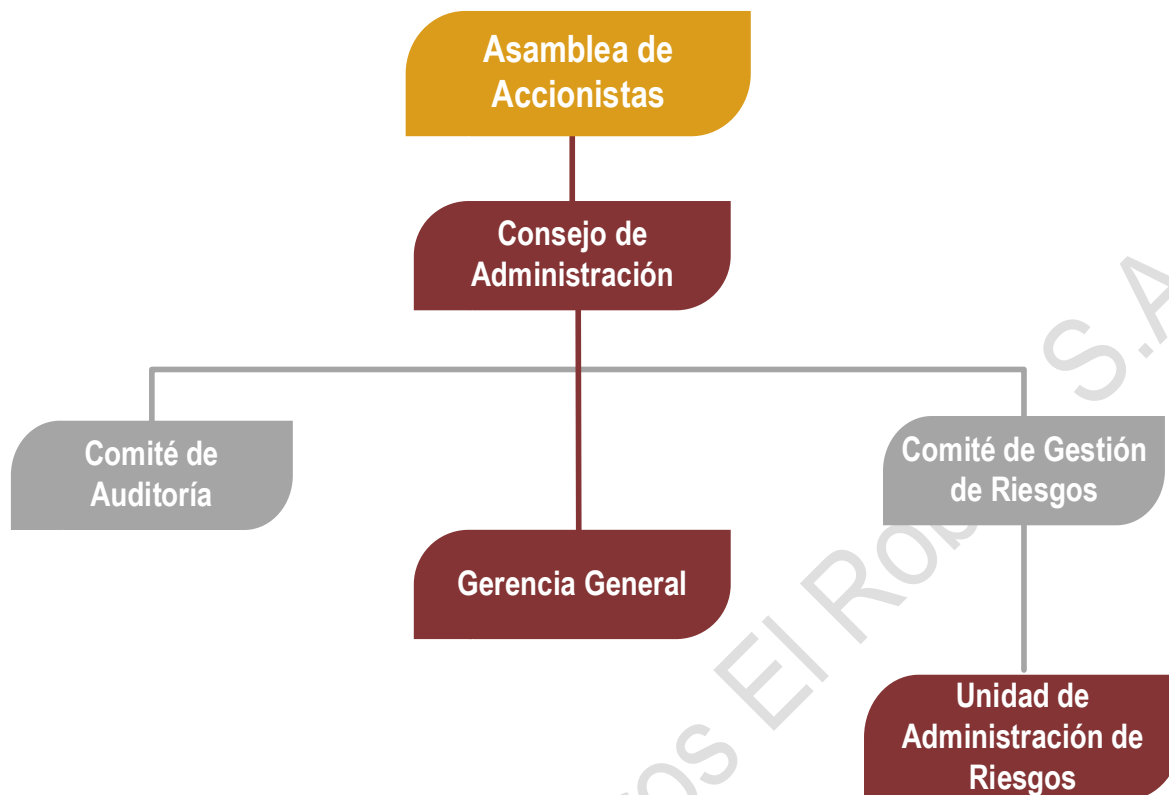 Asamblea de
Accionistas
Consejo de
Administración
Comité de
Auditoría
Comité de Gestión
de Riesgos
Gerencia General
Unidad de
Administración de
Riesgos
El
S.A